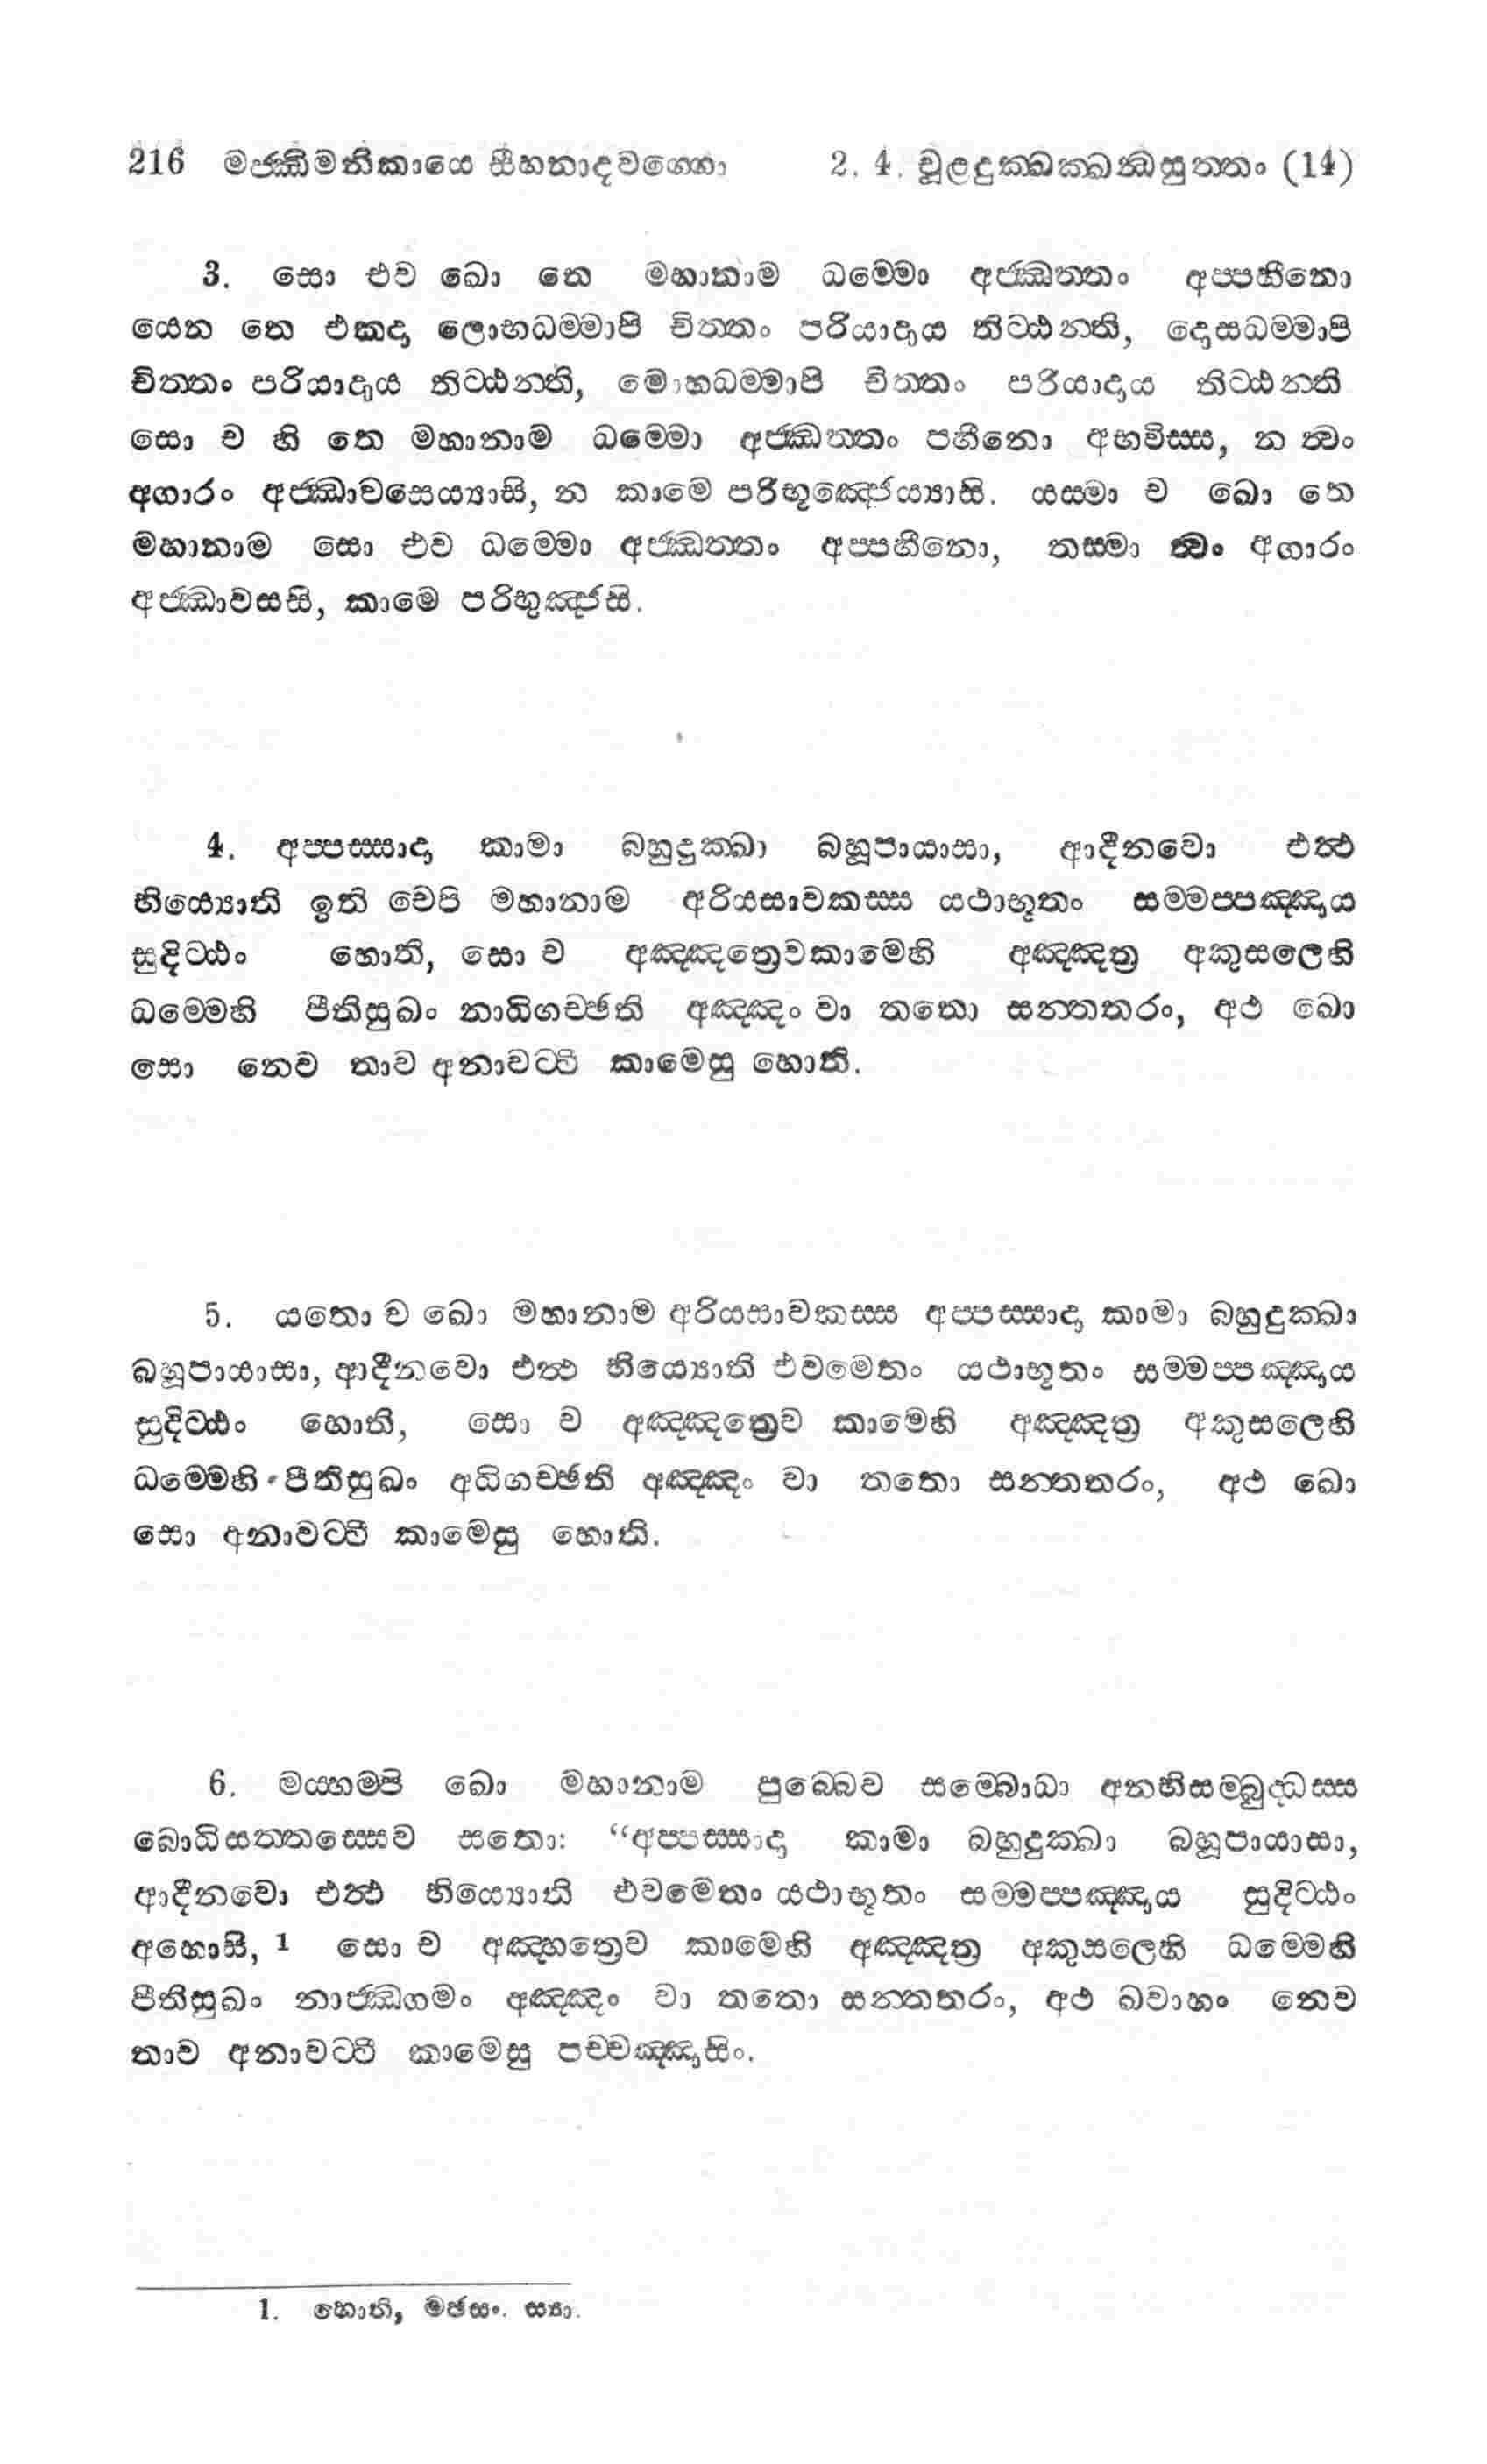 216 මජ්ඣිමනිකායෙ සීහනාදවග්ගො 2. 4. චූළදුක්ඛක්ඛන්ධසුත්තං (14)
3. සො එව ඛො තෙ මහානාම ධම්මො අජ්ඣත්තං අප්පහීනො
යෙන තෙ එකදා ලොභධම්මාපි චිත්තං පරියාදාය තිට්ඨන්ති, දොසධම්මාපි
චිත්තං පරියාදාය තිට්ඨන්ති, මොහධම්මාපි චිත්තං පරියාදාය තිට්ඨන්ති
සො ච හි තෙ මහානාම ධම්මො අජ්ඣත්තං පහීනො අභවිස්ස, න ත්වං
අගාරං අජ්ඣාවසෙය්‍යාසි, න කාමෙ පරිභූඤ්ජෙය්‍යාසි. යස්මා ච ඛො තෙ
මහානාම සො එව ධම්මො අජ්ඣත්තං අප්පහීනො, තස්මා ත්වං අගාරං
අජ්ඣාවසසි, කාමෙ පරිභුඤ්ජසි.
4. අප්පස්සාදා කාමා බහුදුක්ඛා බහූපායාසා, ආදීනවො එත්ථ
භිය්‍යොති ඉති චෙපි මහානාම අරියසාවකස්ස යථාභූතං සම්මප්පඤ්ඤාය
සුදිට්ඨං හොති, සො ච අඤ්ඤත්‍රෙවකාමෙහි අඤ්ඤත්‍ර අකුසලෙහි
ධම්මෙහි පීතිසුඛං නාධිගච්ඡති අඤ්ඤං වා තතො සන්තතරං, අථ ඛො
සො නෙව තාව අනාවට්ටී කාමෙසු හොති.
5. යතො ච ඛො මහානාම අරියසාවකස්ස අප්පස්සාදා කාමා බහුදුක්ඛා
බහූපායාසා, ආදීනවො එත්ථ භිය්‍යොති එවමෙතං යථාභූතං සම්මප්පඤ්ඤාය
සුදිට්ඨං හොති, සො ච අඤ්ඤත්‍රෙව කාමෙහි අඤ්ඤත්‍ර අකුසලෙහි
ධම්මෙහි පීතිසුඛං අධිගච්ඡති අඤ්ඤං වා තතො සන්තතරං, අථ ඛො
සො අනාවට්ටී කාමෙසු හොති.
6. මය්හම්පි ඛො මහානාම පුබ්බෙව සම්බොධා අනභිසම්බුද්ධස්ස
බොධිසත්තස්සෙව සතො: “අප්පස්සාදා කාමා බහුදුක්ඛා බහූපායාසා,
ආදීනවො එත්ථ භිය්‍යොති එවමෙතං යථාභූතං සම්මප්පඤ්ඤාය සුදිට්ඨං
අහොසි, 1 සො ච අඤ්හත්‍රෙව කාමෙහි අඤ්ඤත්‍ර අකුසලෙහි ධම්මෙහි
පීතිසුඛං නාජ්ඣගමං අඤ්ඤං වා තතො සන්තතරං, අථ ඛ්වාහං නෙව
තාව අනාවට්ටී කාමෙසු පච්චඤ්ඤාසිං.
1. හොති, මඡසං. ස්‍යා.